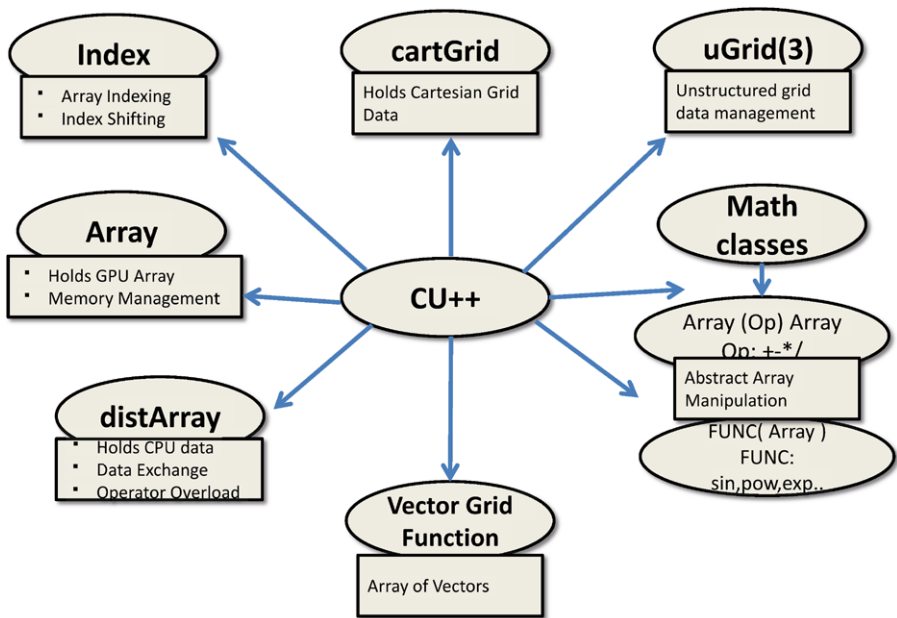 Index
▪ Array Indexing
▪ Index Shifting
cartGrid
Holds Cartesian Grid
Data
uGrid(3)
Unstructured grid
data management
Array
▪ Holds GPU Array
▪ Memory Management
CU++
Math
classes
Array (Op) Array
Op: +-*/
Abstract Array
Manipulation
FUNC( Array )
FUNC:
sin,pow,exp..
distArray
▪ Holds CPU data
▪ Data Exchange
▪ Operator Overload
Vector Grid
Function
Array of Vectors